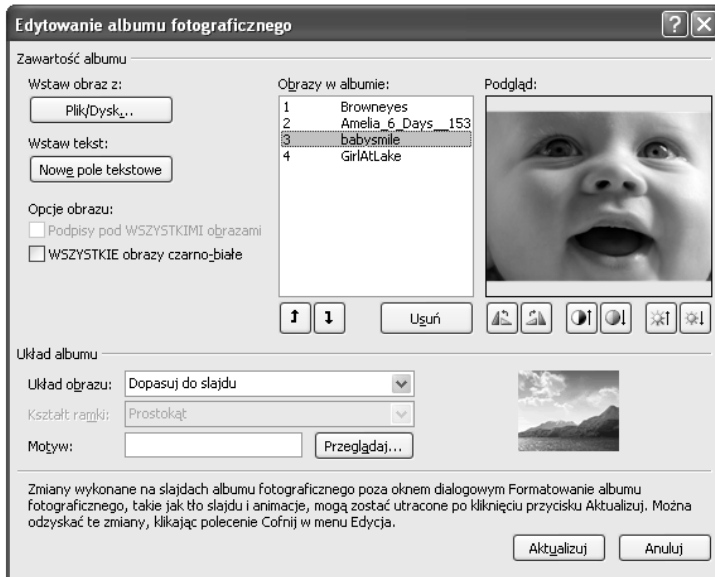 Edytowanie albumu fotograficznego
Zawartość albumu
Wstaw obraz z:
Plik/Dysk...
Wstaw tekst:
Nowe pole tekstowe
Opcje obrazu:
Podpisy pod WSZYSTKIMI obrazami
WSZYSTKIE obrazy czarno-białe
Obrazy w albumie:
1 Browneyes
2 Amelia_6_Days__153
3 babysmile
4 GirlAtLake
Usuń
Podgląd:
Układ albumu
Układ obrazu: Dopasuj do slajdu
Kształt ramki: Prostokąt
Motyw: Przeglądaj...
Zmiany wykonane na slajdach albumu fotograficznego poza oknem dialogowym Formatowanie albumu
fotograficznego, takie jak tło slajdu i animacje, mogą zostać utracone po kliknięciu przycisku Aktualizuj. Można
odzyskać te zmiany, klikając polecenie Cofnij w menu Edycja.
Aktualizuj Anuluj